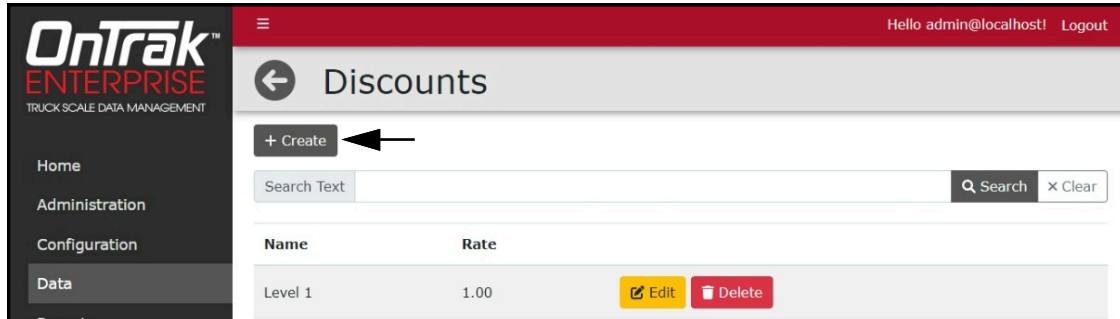 OnTrak™
ENTERPRISE
TRUCK SCALE DATA MANAGEMENT
Home
Administration
Configuration
Data
Hello admin@localhost! Logout
Discounts
+ Create
Search Text Search × Clear
Name Rate
Level 1 1.00 Edit Delete